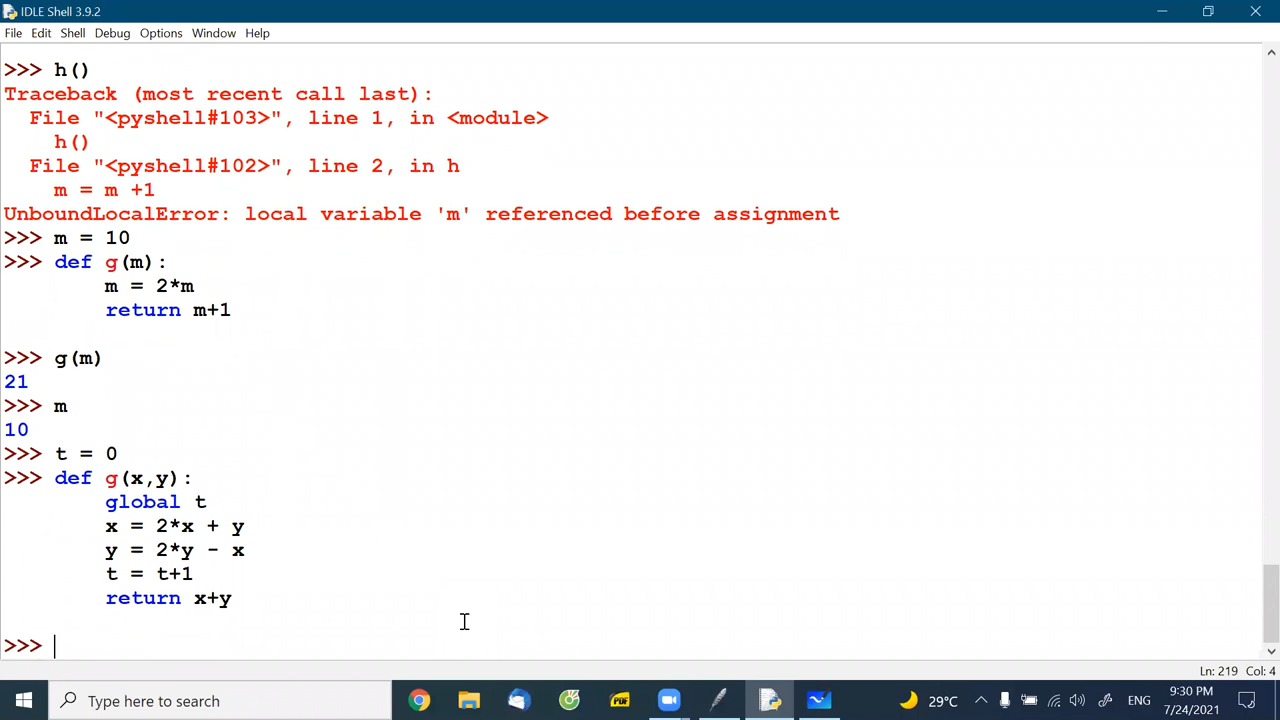 IDLE Shell 3.9.2
File Edit Shell Debug Options Window Help
>>> h()
Traceback (most recent call last):
  File "<pyshell#103>", line 1, in <module>
    h()
  File "<pyshell#102>", line 2, in h
    m = m +1
UnboundLocalError: local variable 'm' referenced before assignment
>>> m = 10
>>> def g(m):
        m = 2*m
        return m+1
>>> g(m)
21
>>> m
10
>>> t = 0
>>> def g(x,y):
        global t
        x = 2*x + y
        y = 2*y - x
        t = t+1
        return x+y
>>>
Ln: 219 Col: 4
Type here to search
PDF
29°C
ENG
9:30 PM
7/24/2021